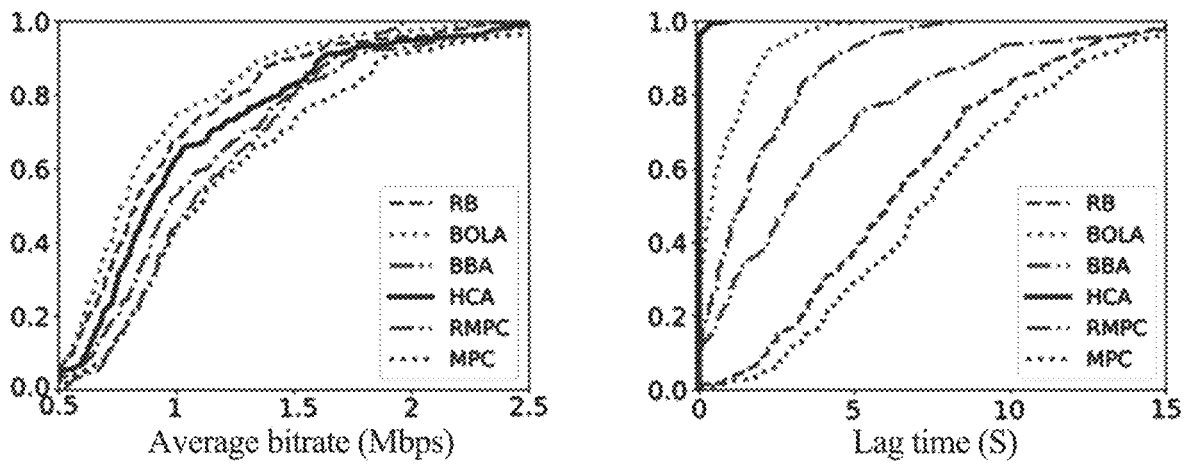 1.0
0.8
0.6
0.4
0.2
0.0
0.5 1 1.5 2 2.5
Average bitrate (Mbps)
RB
BOLA
BBA
HCA
RMPC
MPC
1.0
0.8
0.6
0.4
0.2
0.0
0 5 10 15
Lag time (S)
RB
BOLA
BBA
HCA
RMPC
MPC